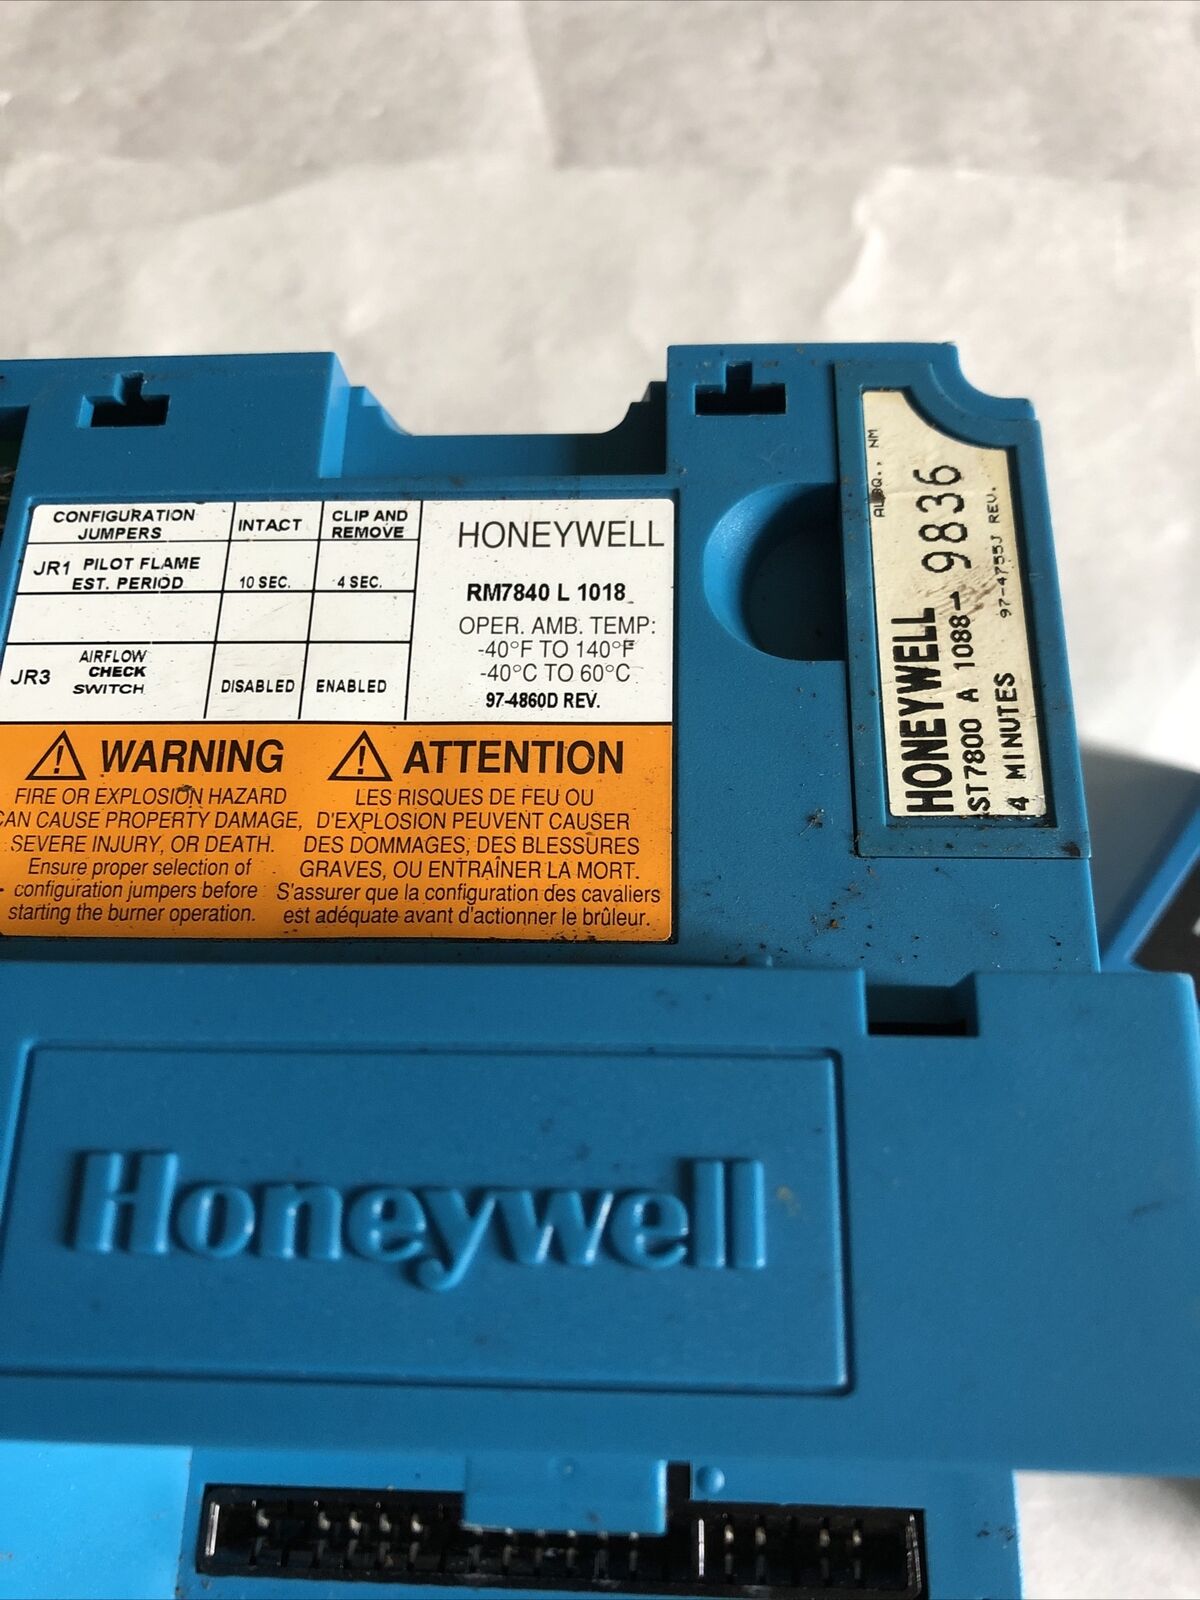 CONFIGURATION JUMPERS INTACT CLIP AND REMOVE
JR1 PILOT FLAME EST. PERIOD 10 SEC. 4 SEC.
JR3 AIRFLOW CHECK SWITCH DISABLED ENABLED
HONEYWELL
RM7840 L 1018
OPER. AMB. TEMP:
-40°F TO 140°F
-40°C TO 60°C
97-4860D REV.
WARNING
FIRE OR EXPLOSION HAZARD
CAN CAUSE PROPERTY DAMAGE,
SEVERE INJURY, OR DEATH.
Ensure proper selection of
configuration jumpers before
starting the burner operation.
ATTENTION
LES RISQUES DE FEU OU
D'EXPLOSION PEUVENT CAUSER
DES DOMMAGES, DES BLESSURES
GRAVES, OU ENTRAÎNER LA MORT.
S'assurer que la configuration des cavaliers
est adéquate avant d'actionner le brûleur.
ALBQ., NM
HONEYWELL 9836
ST7800 A 1088-
4 MINUTES 97-4755J REV.
Honeywell